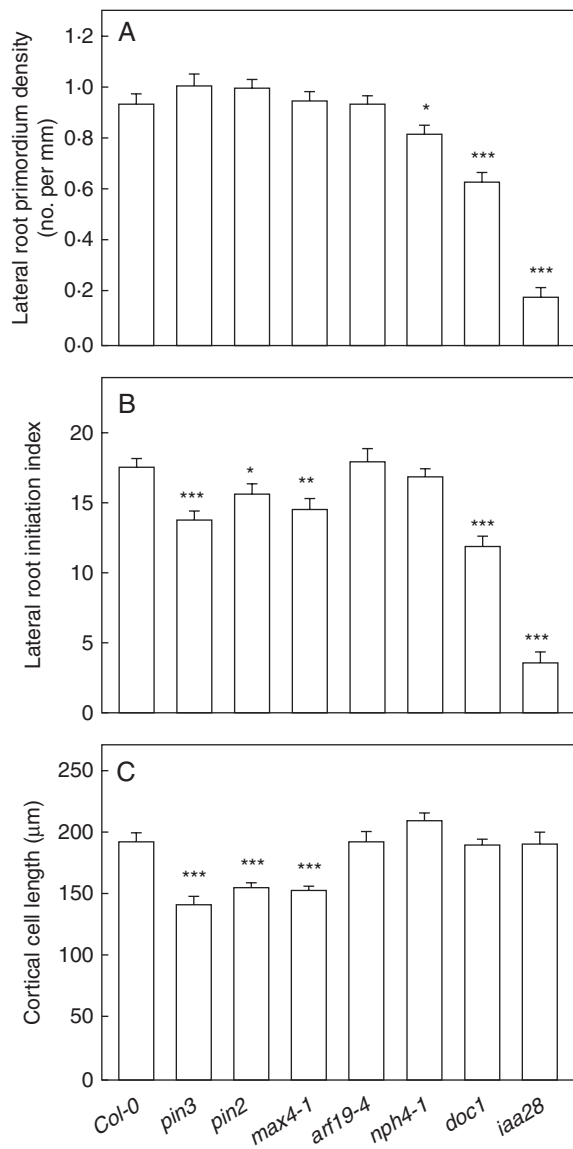 A
Lateral root primordium density
(no. per mm)
1·2
1·0
0·8
0·6
0·4
0·2
0·0
*
***
***
B
Lateral root initiation index
20
15
10
5
0
***
*
**
***
***
C
Cortical cell length (μm)
250
200
150
100
50
0
***
***
***
Col-0
pin3
pin2
max4-1
arf19-4
nph4-1
doc1
iaa28